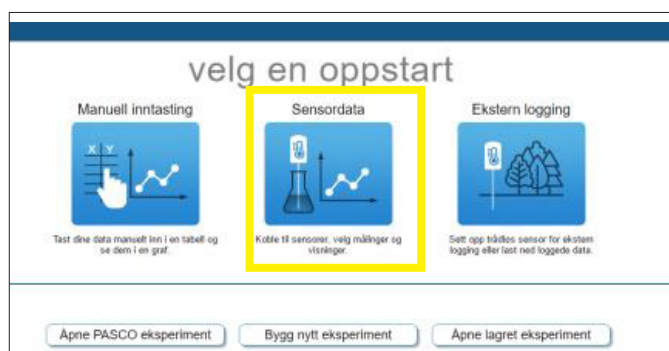 velg en oppstart
Manuell inntasting
Sensordata
Ekstern logging
X Y
Tast dine data manuelt inn i en tabell og
se dem i en graf.
Koble til sensorer, velg målinger og
visninger.
Sett opp trådløs sensor for ekstern
logging eller last ned loggede data.
Åpne PASCO eksperiment
Bygg nytt eksperiment
Åpne lagret eksperiment